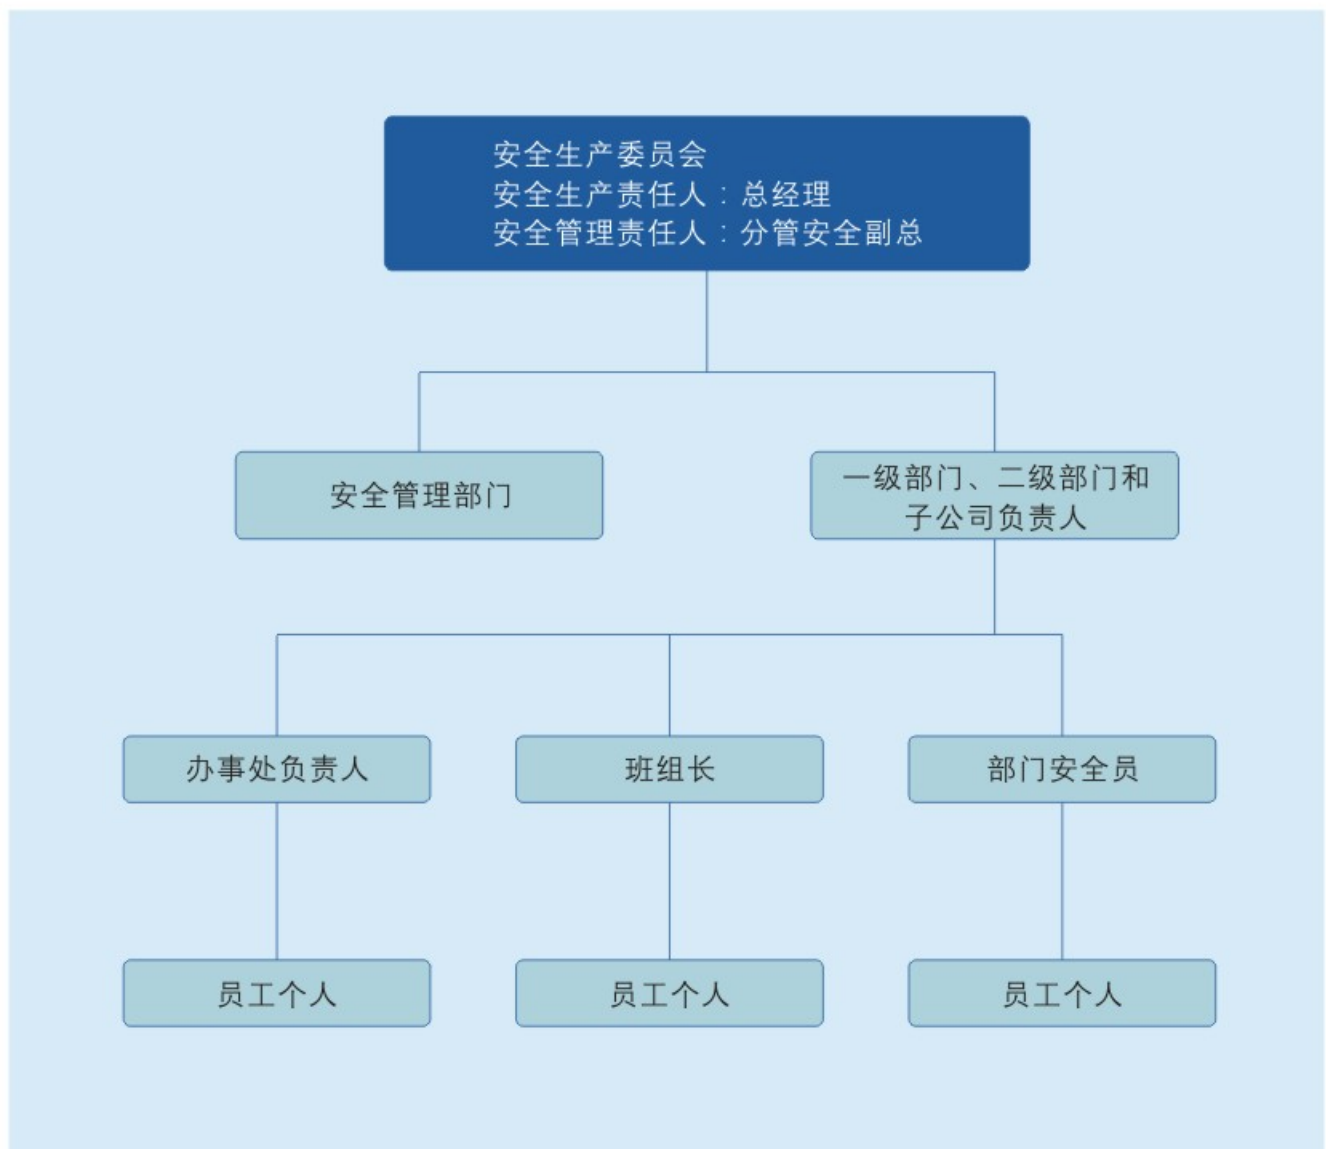 安全生产委员会
安全生产责任人：总经理
安全管理责任人：分管安全副总
安全管理部门
一级部门、二级部门和
子公司负责人
办事处负责人
班组长
部门安全员
员工个人
员工个人
员工个人